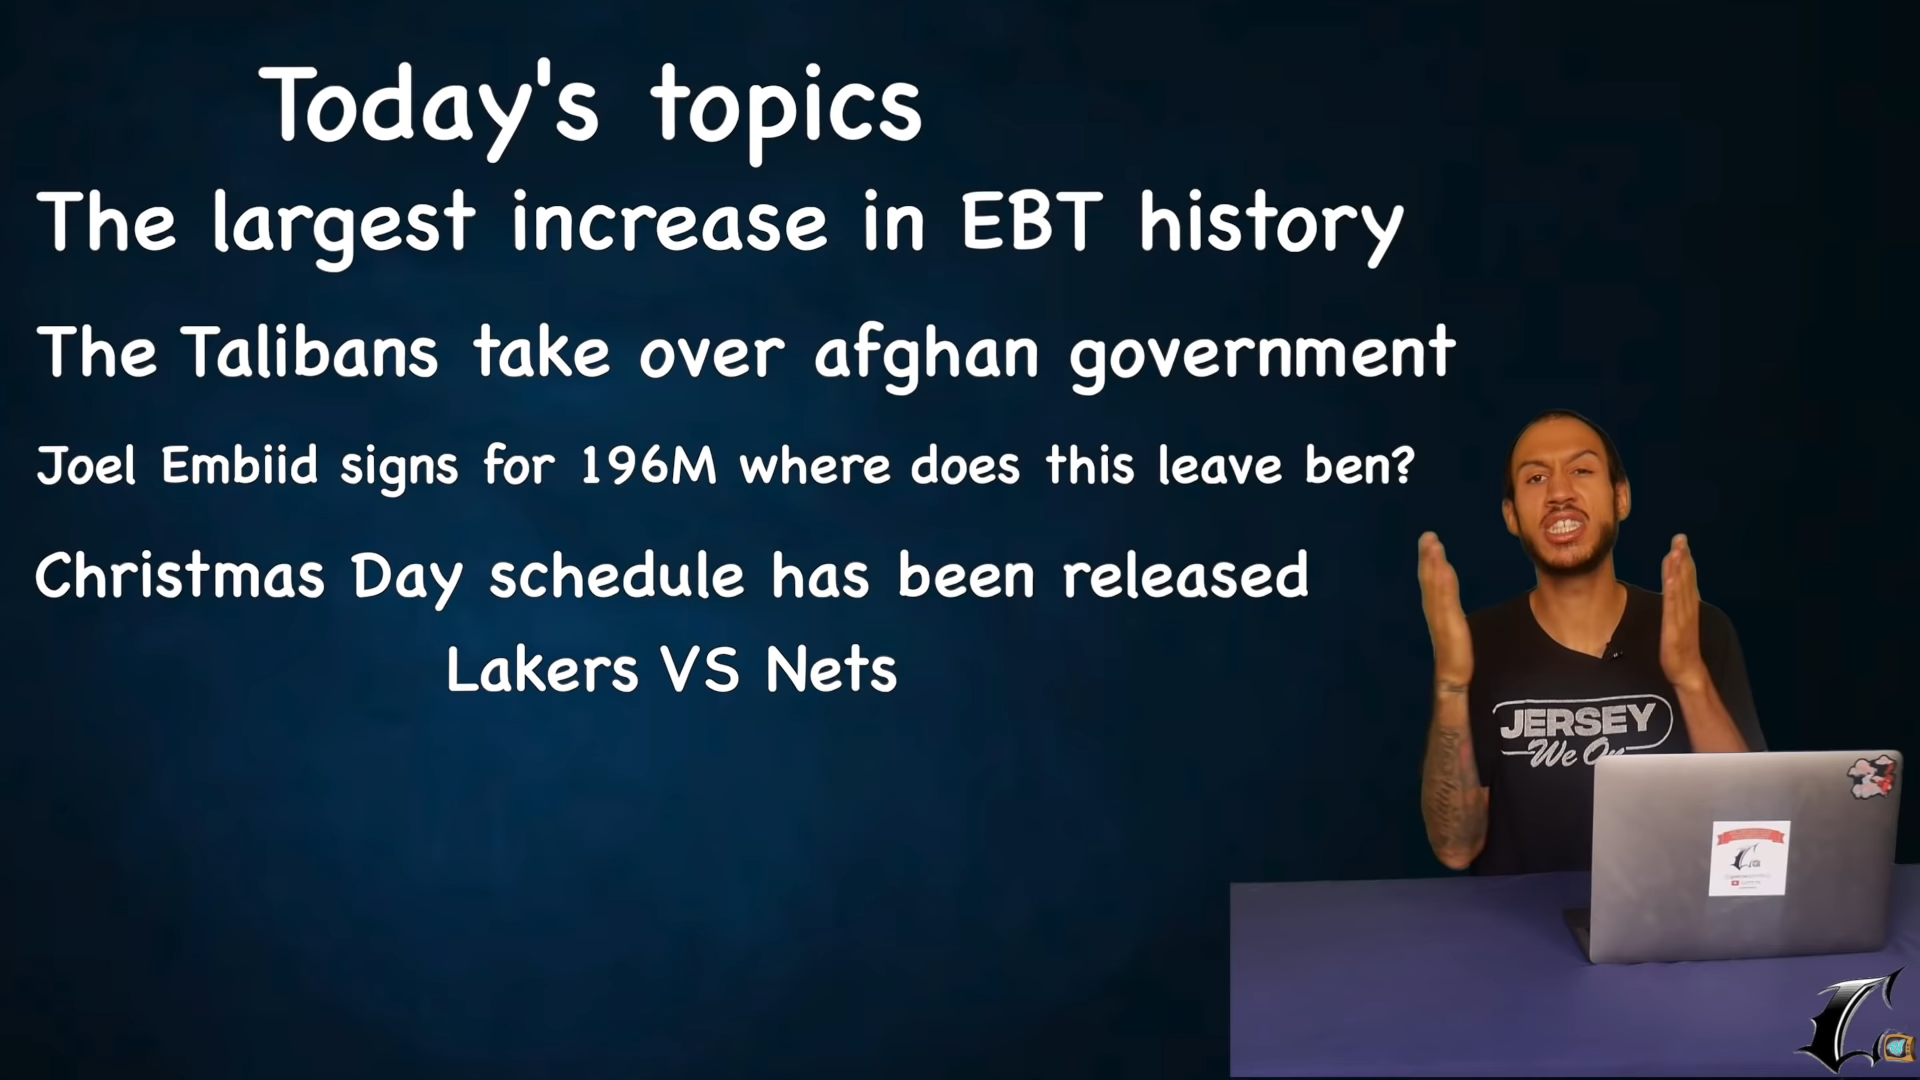 Today's topics
The largest increase in EBT history
The Talibans take over afghan government
Joel Embiid signs for 196M where does this leave ben?
Christmas Day schedule has been released
Lakers VS Nets
JERSEY
We On